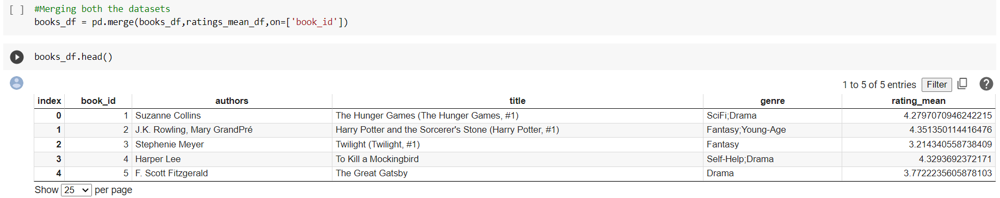 [ ] #Merging both the datasets
books_df = pd.merge(books_df,ratings_mean_df,on=['book_id'])
books_df.head()
1 to 5 of 5 entries Filter ?
index book_id authors title genre rating_mean
0 1 Suzanne Collins The Hunger Games (The Hunger Games, #1) SciFi;Drama 4.2797070946242215
1 2 J.K. Rowling, Mary GrandPré Harry Potter and the Sorcerer's Stone (Harry Potter, #1) Fantasy;Young-Age 4.351350114416476
2 3 Stephenie Meyer Twilight (Twilight, #1) Fantasy 3.214340558738409
3 4 Harper Lee To Kill a Mockingbird Self-Help;Drama 4.3293692372171
4 5 F. Scott Fitzgerald The Great Gatsby Drama 3.7722235605878103
Show 25 per page